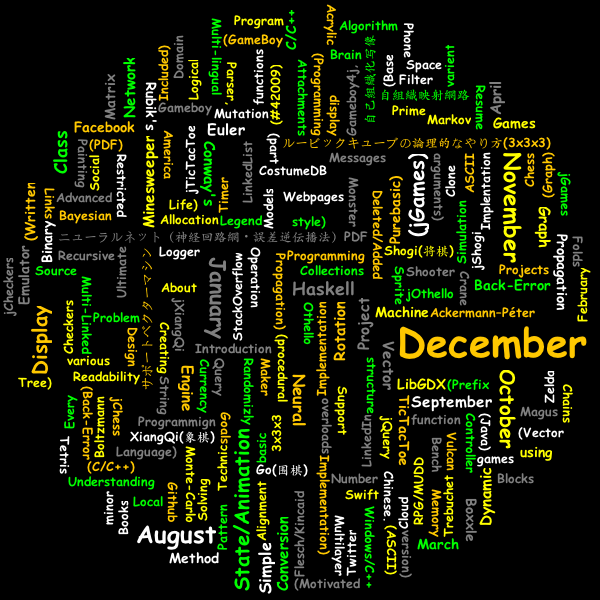 Program
C/C++
Multi-lingual
(GameBoy
Algorithm
Acrylic
Phone
Space
Domain
Parser,
functions
Attachments
(Programming
Brain
(Base
Filter
varient
Matrix
Network
Included)
Rubik's
Gameboy
Tutorial
Mutation
(#42009)
display
Gameboy4j,
自己組織化写像
自組織映射網路
Resume
April
Facebook
(PDF)
Painting
Social
Restricted
Class
Minesweeper
America
jTicTacToe
Conway's
Euler
Prime
Markov
Games
ルービックキューブの論理的なやり方(3x3x3)
LinkedList
part)
Messages
(jGames)
arguments)
Clone
ASCII
Implentation
November
(Graph)
Chess
jGames
CostumeDB
Timer
Models
Webpages
Monster
Deleted/Added
Purebasic:
Advanced
Bayesian
Links
(Written
Life)
Allocation
Legend
style)
Simulation
jShogi
Graph
Propagation
Folds
February
ニューラルネット（神経回路網・誤差逆伝播法）PDF
Shogi(将棋)
Projects
jCheckers
Emulator
Binary
Recursive
Ultimate
サポートベクターマシン
Logger
Operation
StackOverflow
Programming
Collections
Sprite
Shooter
Crane
Back-Error
Source
Multi-Linked
About
jXiangQi
January
Haskell
jOthello
Machine
Ackermann-Péter
Display
Checkers
Problem
Design
Creating
Propagation)
(procedural
Othello
Implementation
Rotation
Project
Vector
December
Tree)
various
Readability
String
Introduction
Engine
Currency
Query
Randomizly
Maker
Neural
Support
structure,
LibGDX
(Prefix
Zelda
Chains
Every
(Back-Error
Boltzmann
jChess
Programmign
Goals
3x3x3
overloads
LinkedIn
jQuery
TicTacToe
September
function
October
Magus
(Vector
Tetris
(C/C++)
XiangQi(象棋)
Language)
Techniques
State/Animation
basic
Go(囲棋)
Implementation)
Number
RPG/MUD
Vulcan
Bench
Controller
(Java)
games
using
Understanding
minor
Books
Local
Github
Monte-Carlo
Solving
Pattern
Alignment
Simple
Conversion
Flesch/Kincaid
(Motivated
Multilayer
Twitter
Swift
Windows/C++
Chinese,
(ASCII)
Cloud
version)
Memory
Trebuchet
Dynamic
Boxxle
Blocks
August
Method
March